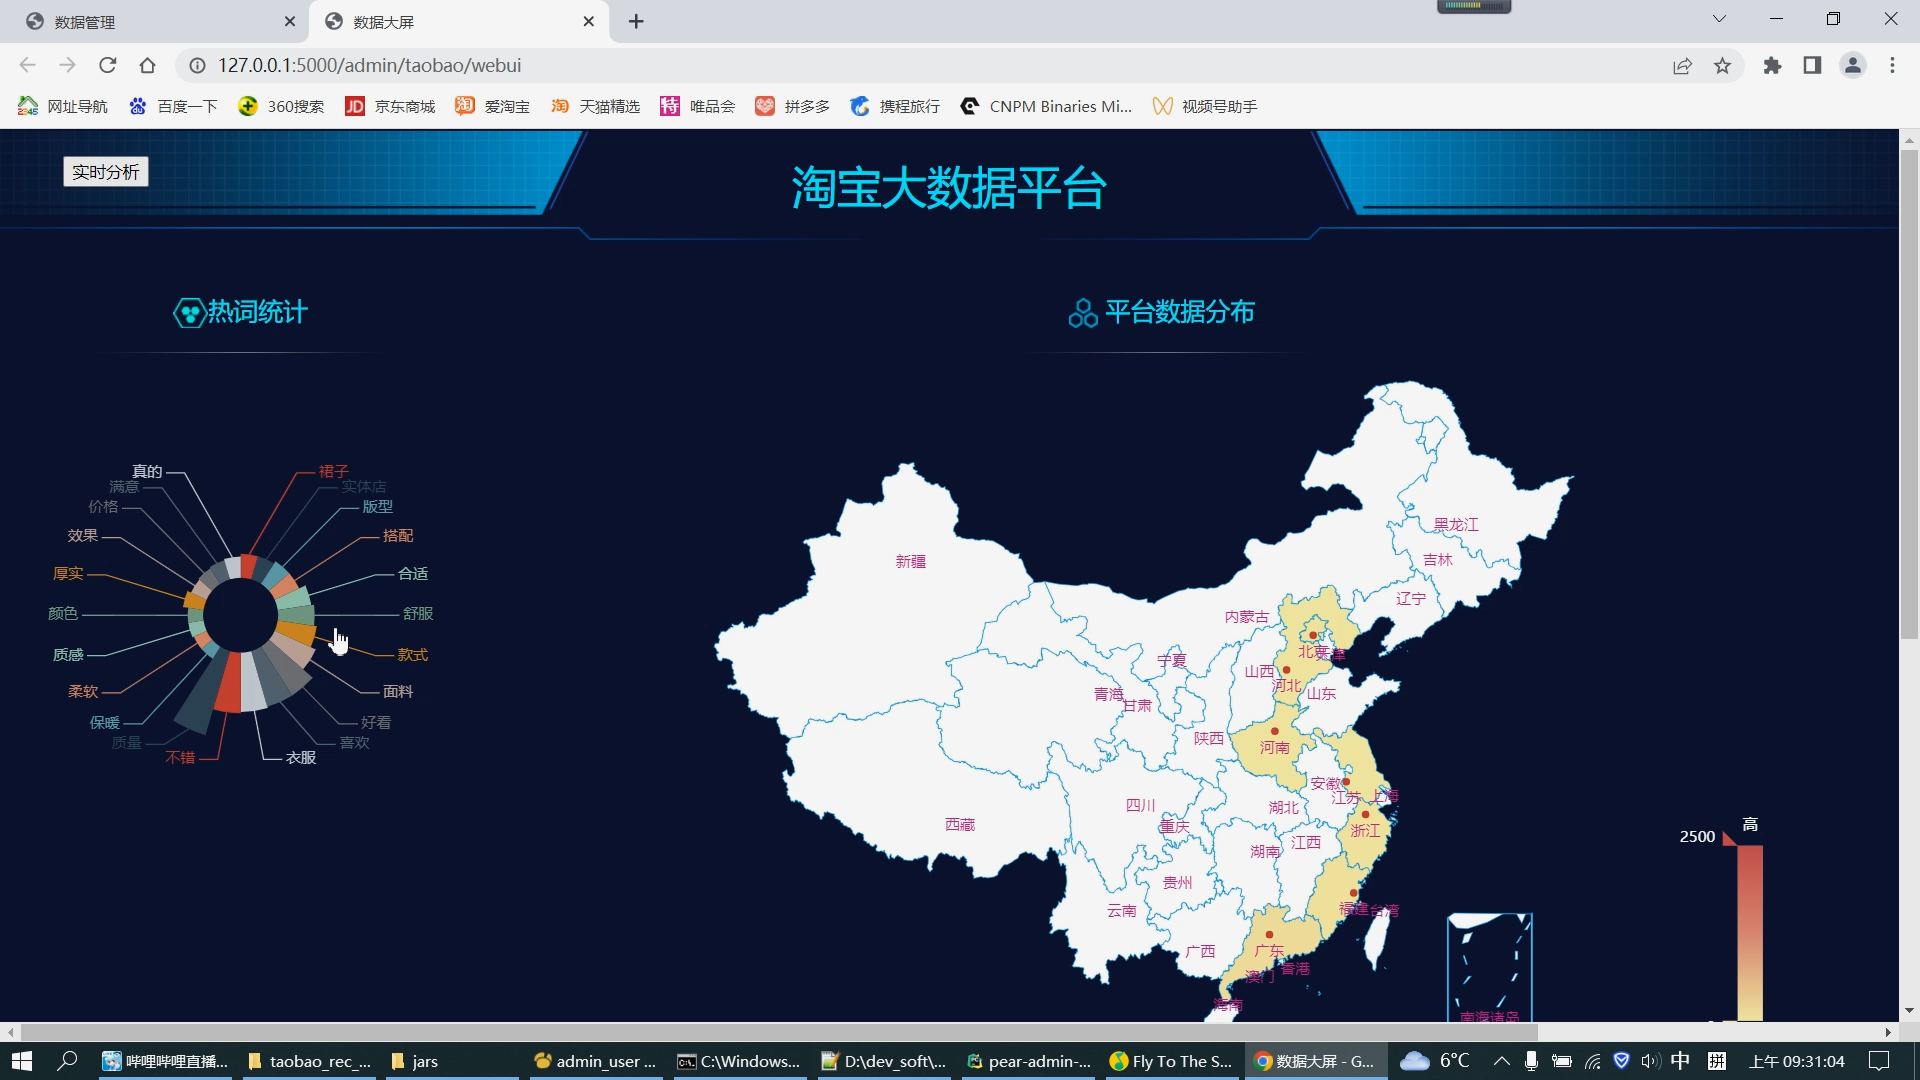 数据管理
数据大屏
127.0.0.1:5000/admin/taobao/webui
网址导航
百度一下
360搜索
京东商城
爱淘宝
天猫精选
唯品会
拼多多
携程旅行
CNPM Binaries Mi...
视频号助手
实时分析
淘宝大数据平台
热词统计
平台数据分布
真的
裙子
满意
实体店
价格
版型
效果
搭配
厚实
合适
颜色
舒服
质感
款式
柔软
面料
保暖
好看
质量
喜欢
不错
衣服
黑龙江
吉林
新疆
辽宁
内蒙古
北京
天津
宁夏
山西
河北
山东
青海
甘肃
陕西
河南
安徽
江苏
上海
四川
湖北
重庆
西藏
浙江
湖南
江西
贵州
云南
福建
台湾
广西
广东
香港
澳门
海南
南海诸岛
高
2500
哔哩哔哩直播...
taobao_rec_...
jars
admin_user ...
C:\Windows...
D:\dev_soft\...
pear-admin-...
Fly To The S...
数据大屏 - G...
6°C
中
拼
上午 09:31:04